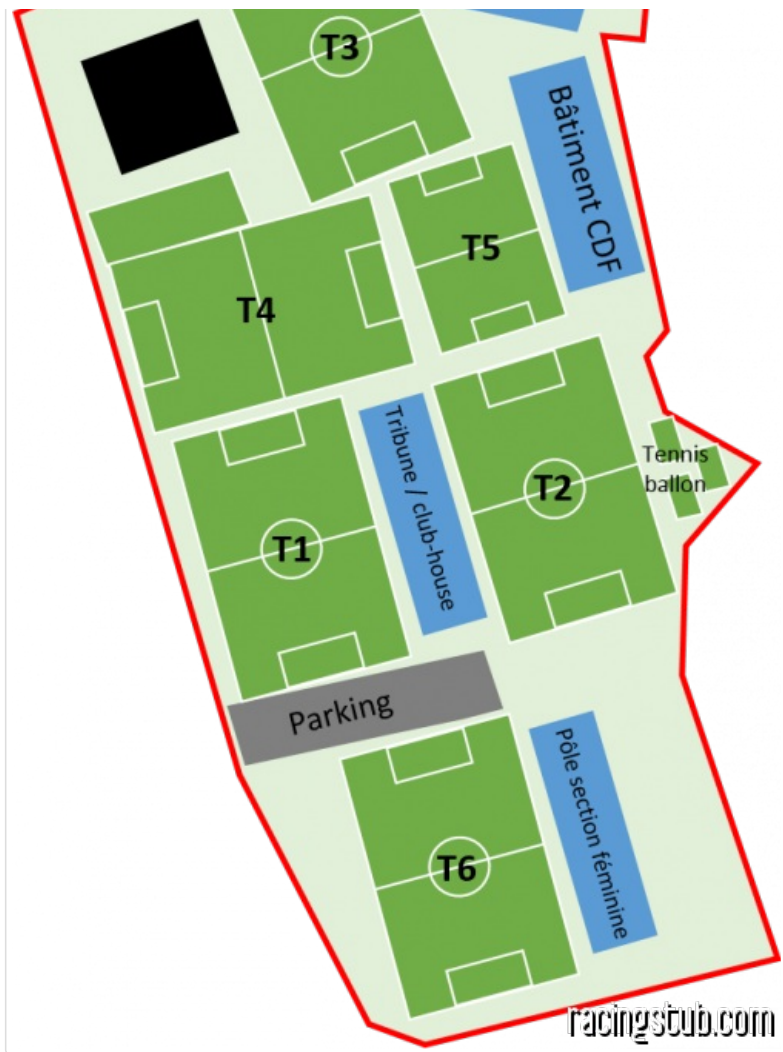 T3
Bâtiment CDF
T5
T4
Tribune / club-house
Tennis
ballon
T2
T1
Parking
Pôle section féminine
T6
racingstub.com